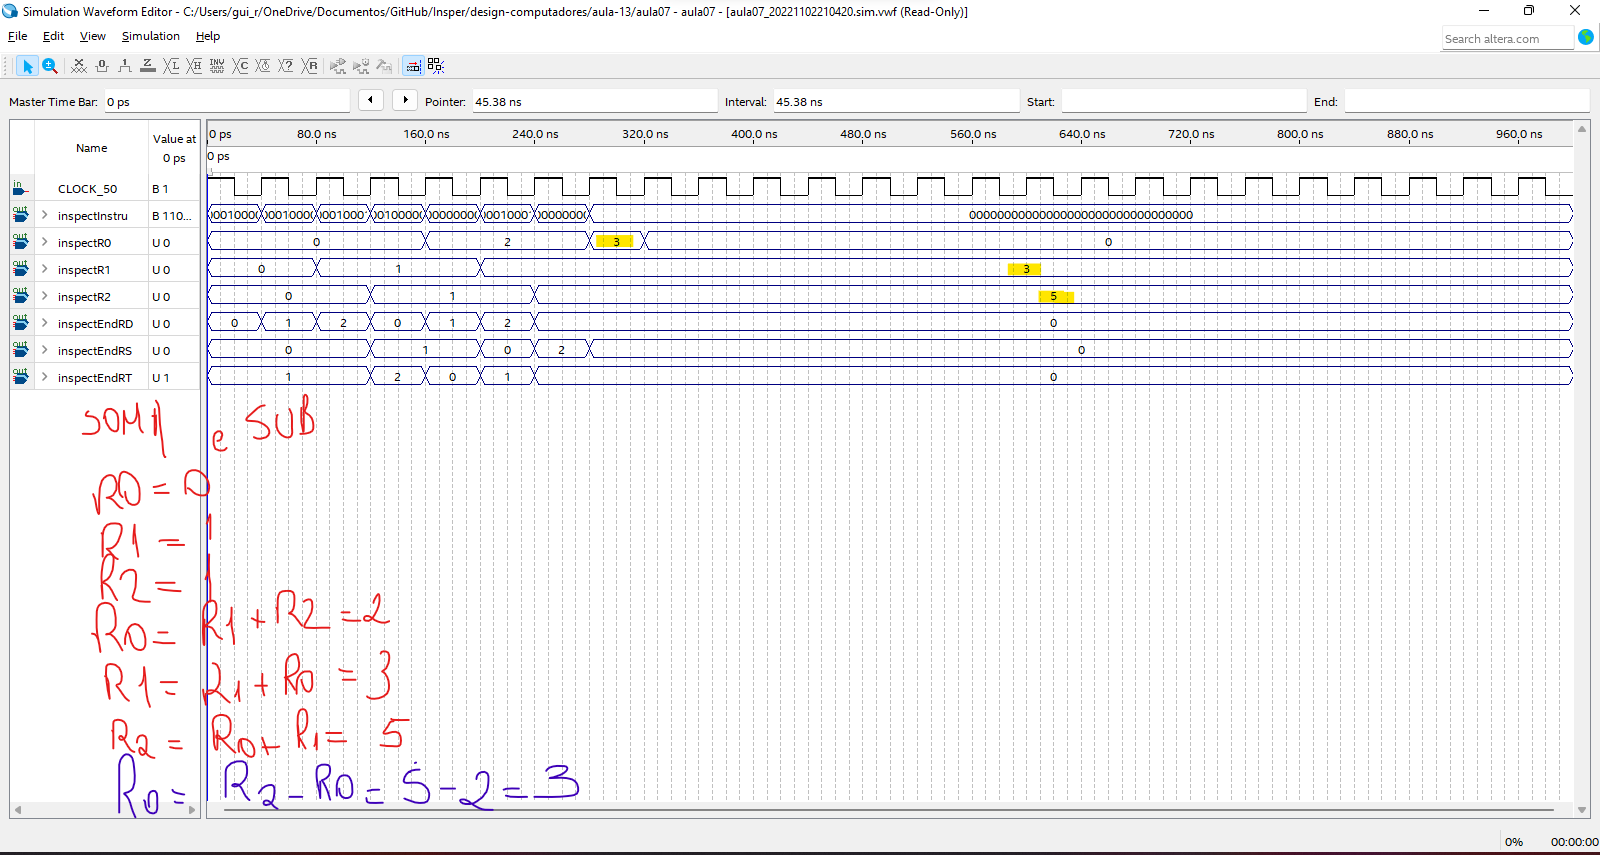 Simulation Waveform Editor - C:/Users/gui_r/OneDrive/Documentos/GitHub/Insper/design-computadores/aula-13/aula07 - aula07 - [aula07_20221102210420.sim.vwf (Read-Only)]
File Edit View Simulation Help
Search altera.com
Master Time Bar: 0 ps Pointer: 45.38 ns Interval: 45.38 ns Start: End:
Name Value at 0 ps
0 ps 80.0 ns 160.0 ns 240.0 ns 320.0 ns 400.0 ns 480.0 ns 560.0 ns 640.0 ns 720.0 ns 800.0 ns 880.0 ns 960.0 ns
0 ps
in CLOCK_50 B 1
out inspectInstru B 110... 00000000000000000000000000000000
out inspectR0 U 0 0 2 3 0
out inspectR1 U 0 0 1 3
out inspectR2 U 0 0 1 5
out inspectEndRD U 0 0 1 2 0 1 2 0
out inspectEndRS U 0 0 1 0 2 0
out inspectEndRT U 1 1 2 0 1 0
SOMA e SUB
R0 = 0
R1 = 1
R2 = 1
R0 = R1 + R2 = 2
R1 = R1 + R0 = 3
R2 = R0 + R1 = 5
R0 = R2 - R0 = 5 - 2 = 3
0% 00:00:00